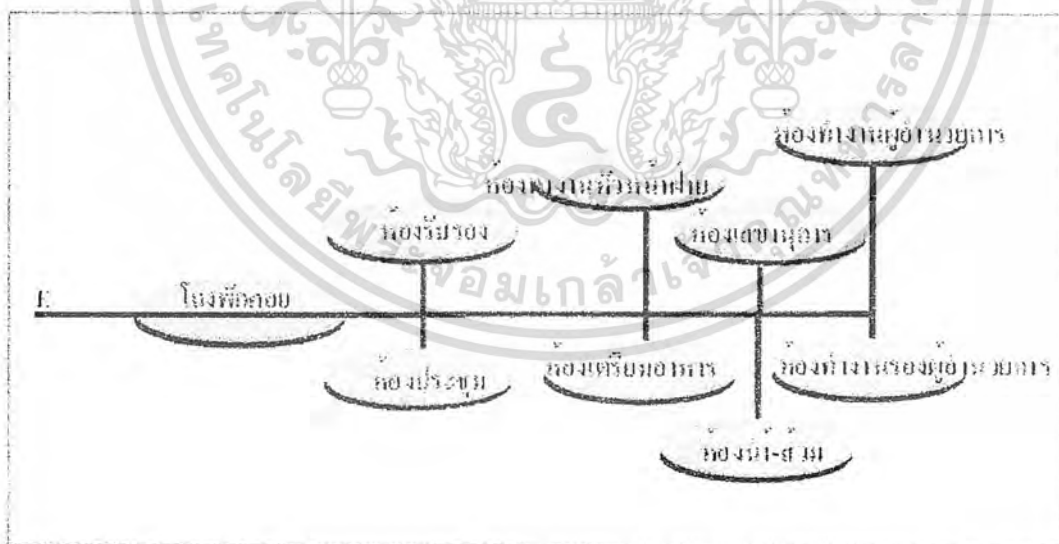 ห้องทำงานผู้อำนวยการ
ห้องทำงานหัวหน้าฝ่าย
ห้องรับรอง
ห้องเลขานุการ
E
โถงพักคอย
ห้องประชุม
ห้องเตรียมอาหาร
ห้องทำงานรองผู้อำนวยการ
ห้องน้ำ-ส้วม